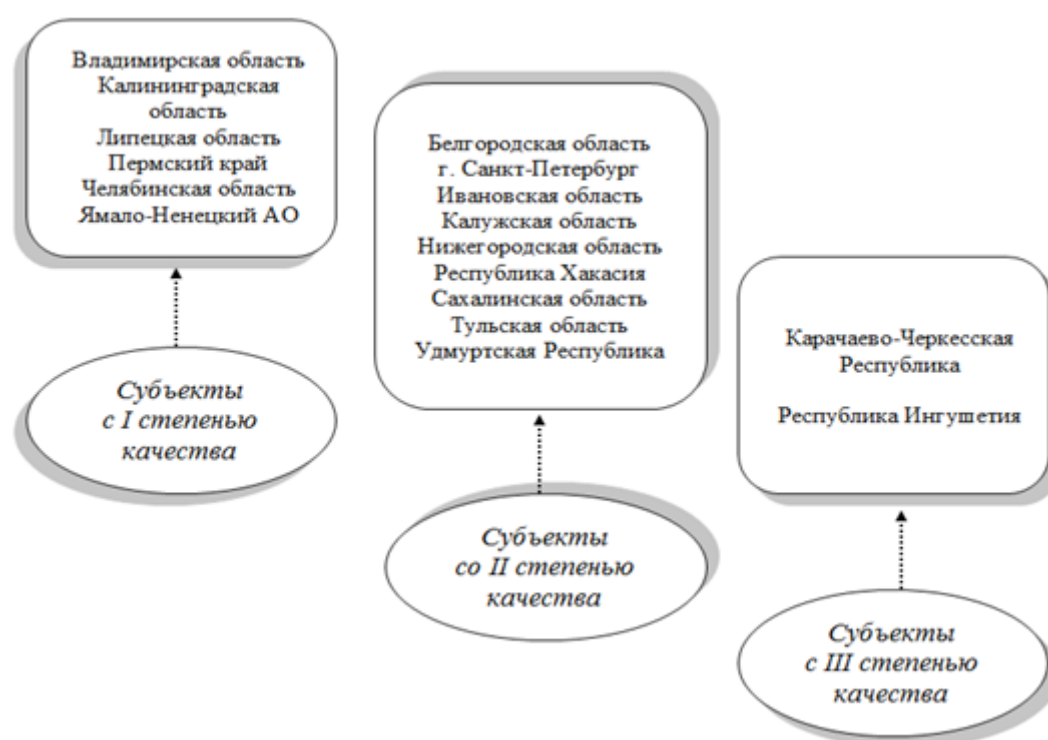 Владимирская область
Калининградская
область
Липецкая область
Пермский край
Челябинская область
Ямало-Ненецкий АО
Субъекты
с I степенью
качества
Белгородская область
г. Санкт-Петербург
Ивановская область
Калужская область
Нижегородская область
Республика Хакасия
Сахалинская область
Тульская область
Удмуртская Республика
Субъекты
со II степенью
качества
Карачаево-Черкесская
Республика
Республика Ингушетия
Субъекты
с III степенью
качества